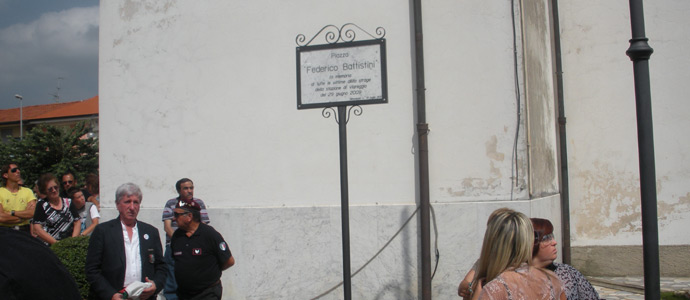 Piazza
"Federico Battistini"
in memoria
di tutte le vittime della strage
della stazione di Viareggio
del 29 giugno 2009